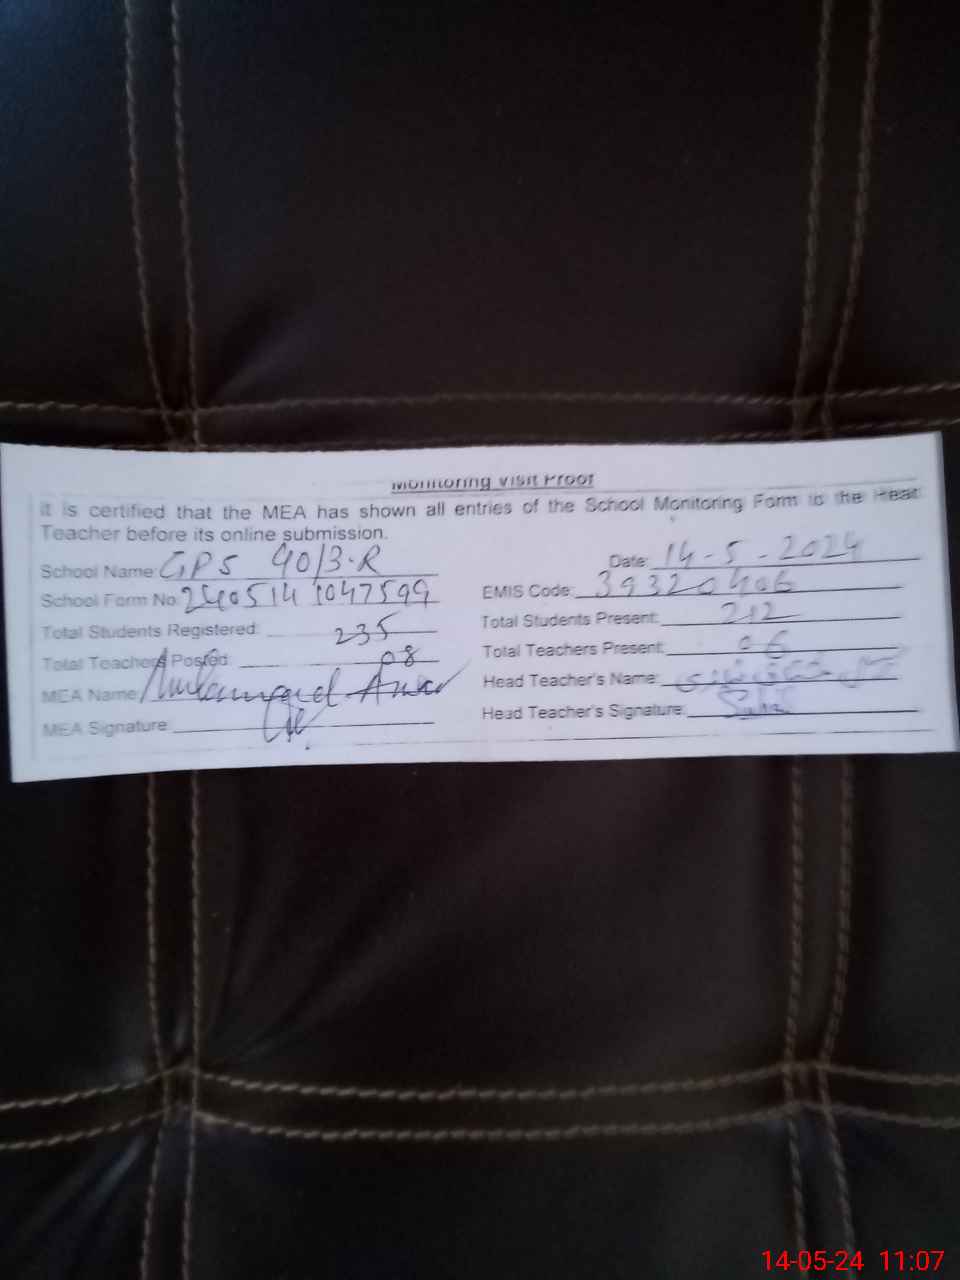 Monitoring Visit Proof
it is certified that the MEA has shown all entries of the School Monitoring Form to the Head
Teacher before its online submission.
School Name: GPS 40/3.R Date: 14-5-2024
School Form No: 2405141047599 EMIS Code: 39320406
Total Students Registered: 235 Total Students Present: 212
Total Teachers Posted: 08 Total Teachers Present: 06
MEA Name: Muhammad Anwar Head Teacher's Name:
MEA Signature: Head Teacher's Signature:
14-05-24 11:07